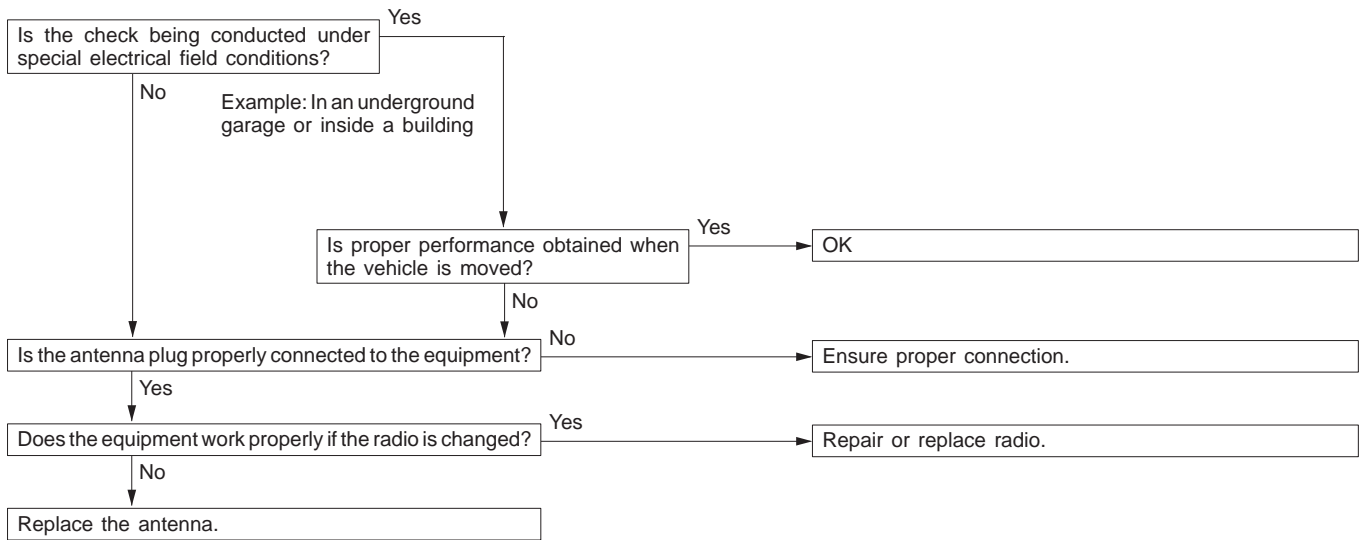 Yes
Is the check being conducted under
special electrical field conditions?
No
Example: In an underground
garage or inside a building
Yes
Is proper performance obtained when
the vehicle is moved?
OK
No
No
Is the antenna plug properly connected to the equipment?
Ensure proper connection.
Yes
Yes
Does the equipment work properly if the radio is changed?
Repair or replace radio.
No
Replace the antenna.